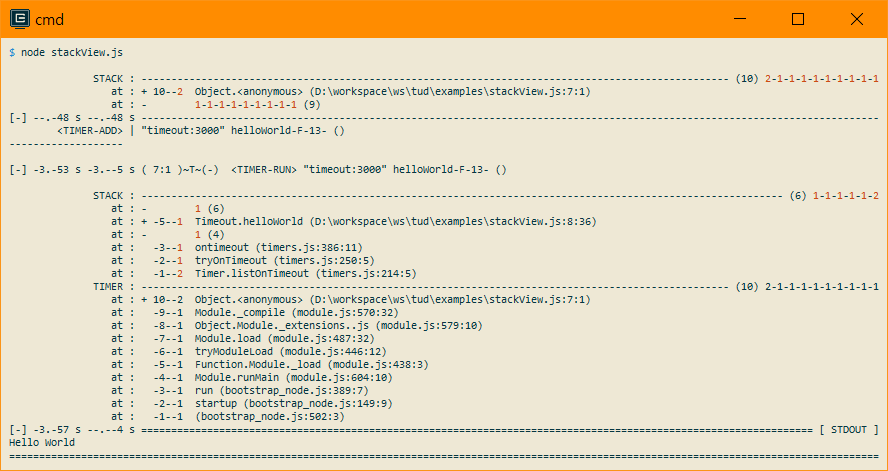 cmd
$ node stackView.js
STACK : ------------------------------------------------------------------------------------------------- (10) 2-1-1-1-1-1-1-1-1-1
at : + 10--2  Object.<anonymous> (D:\workspace\ws\tud\examples\stackView.js:7:1)
at : -        1-1-1-1-1-1-1-1-1 (9)
[-] --.-48 s --.-48 s ---------------------------------------------------------------------------------------------------------------------------
<TIMER-ADD> | "timeout:3000" helloWorld-F-13- ()
-------------------
[-] -3.-53 s -3.--5 s ( 7:1 )~T~(-)  <TIMER-RUN> "timeout:3000" helloWorld-F-13- ()
STACK : ---------------------------------------------------------------------------------------------------------- (6) 1-1-1-1-1-2
at : -        1 (6)
at : + -5--1  Timeout.helloWorld (D:\workspace\ws\tud\examples\stackView.js:8:36)
at : -        1 (4)
at :   -3--1  ontimeout (timers.js:386:11)
at :   -2--1  tryOnTimeout (timers.js:250:5)
at :   -1--2  Timer.listOnTimeout (timers.js:214:5)
TIMER : ------------------------------------------------------------------------------------------------- (10) 2-1-1-1-1-1-1-1-1-1
at : + 10--2  Object.<anonymous> (D:\workspace\ws\tud\examples\stackView.js:7:1)
at :   -9--1  Module._compile (module.js:570:32)
at :   -8--1  Object.Module._extensions..js (module.js:579:10)
at :   -7--1  Module.load (module.js:487:32)
at :   -6--1  tryModuleLoad (module.js:446:12)
at :   -5--1  Function.Module._load (module.js:438:3)
at :   -4--1  Module.runMain (module.js:604:10)
at :   -3--1  run (bootstrap_node.js:389:7)
at :   -2--1  startup (bootstrap_node.js:149:9)
at :   -1--1  (bootstrap_node.js:502:3)
[-] -3.-57 s --.--4 s ================================================================================================================ [ STDOUT ]
Hello World
=================================================================================================================================================